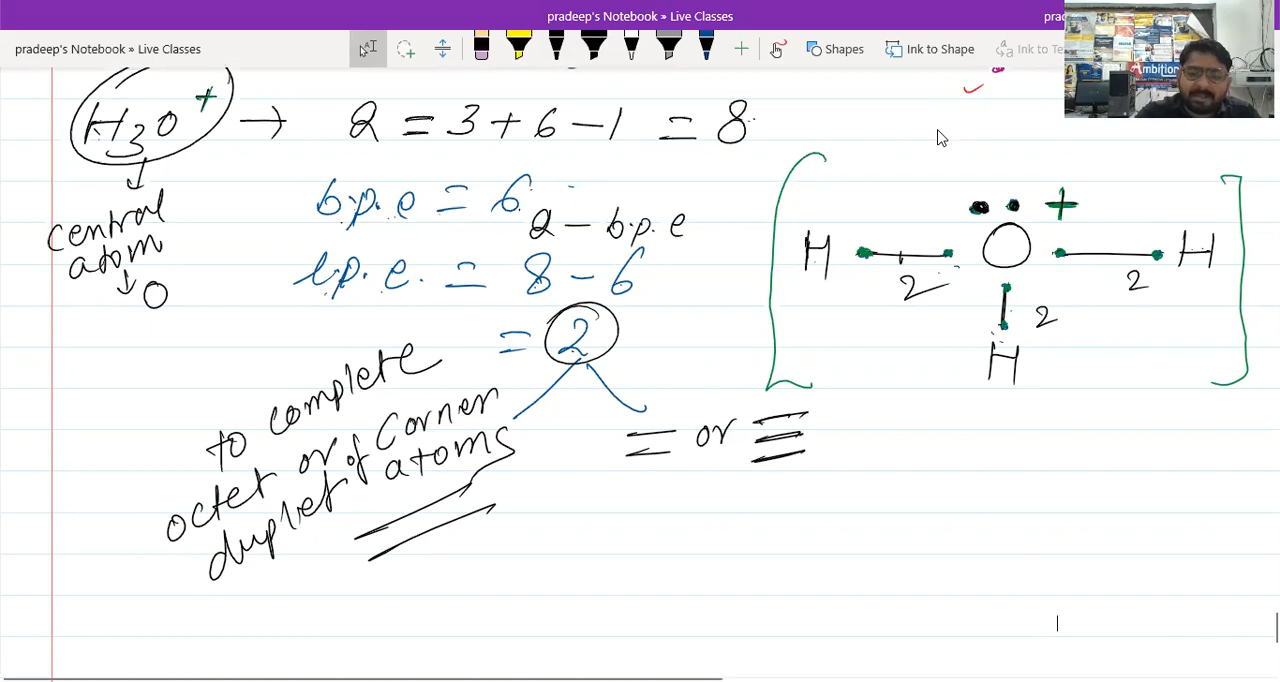 pradeep's Notebook » Live Classes
pradeep's Notebook » Live Classes
Shapes
Ink to Shape
Ink to Te
Ambition
H3O+ → 2 = 3 + 6 - 1 = 8
central
atom
↓ O
b.p.e = 6
2 - b.p.e
l.p.e. = 8 - 6
= 2
to complete
octet or of Corner
duplet atoms
= or ≡
+
H O H
2 2
2
H